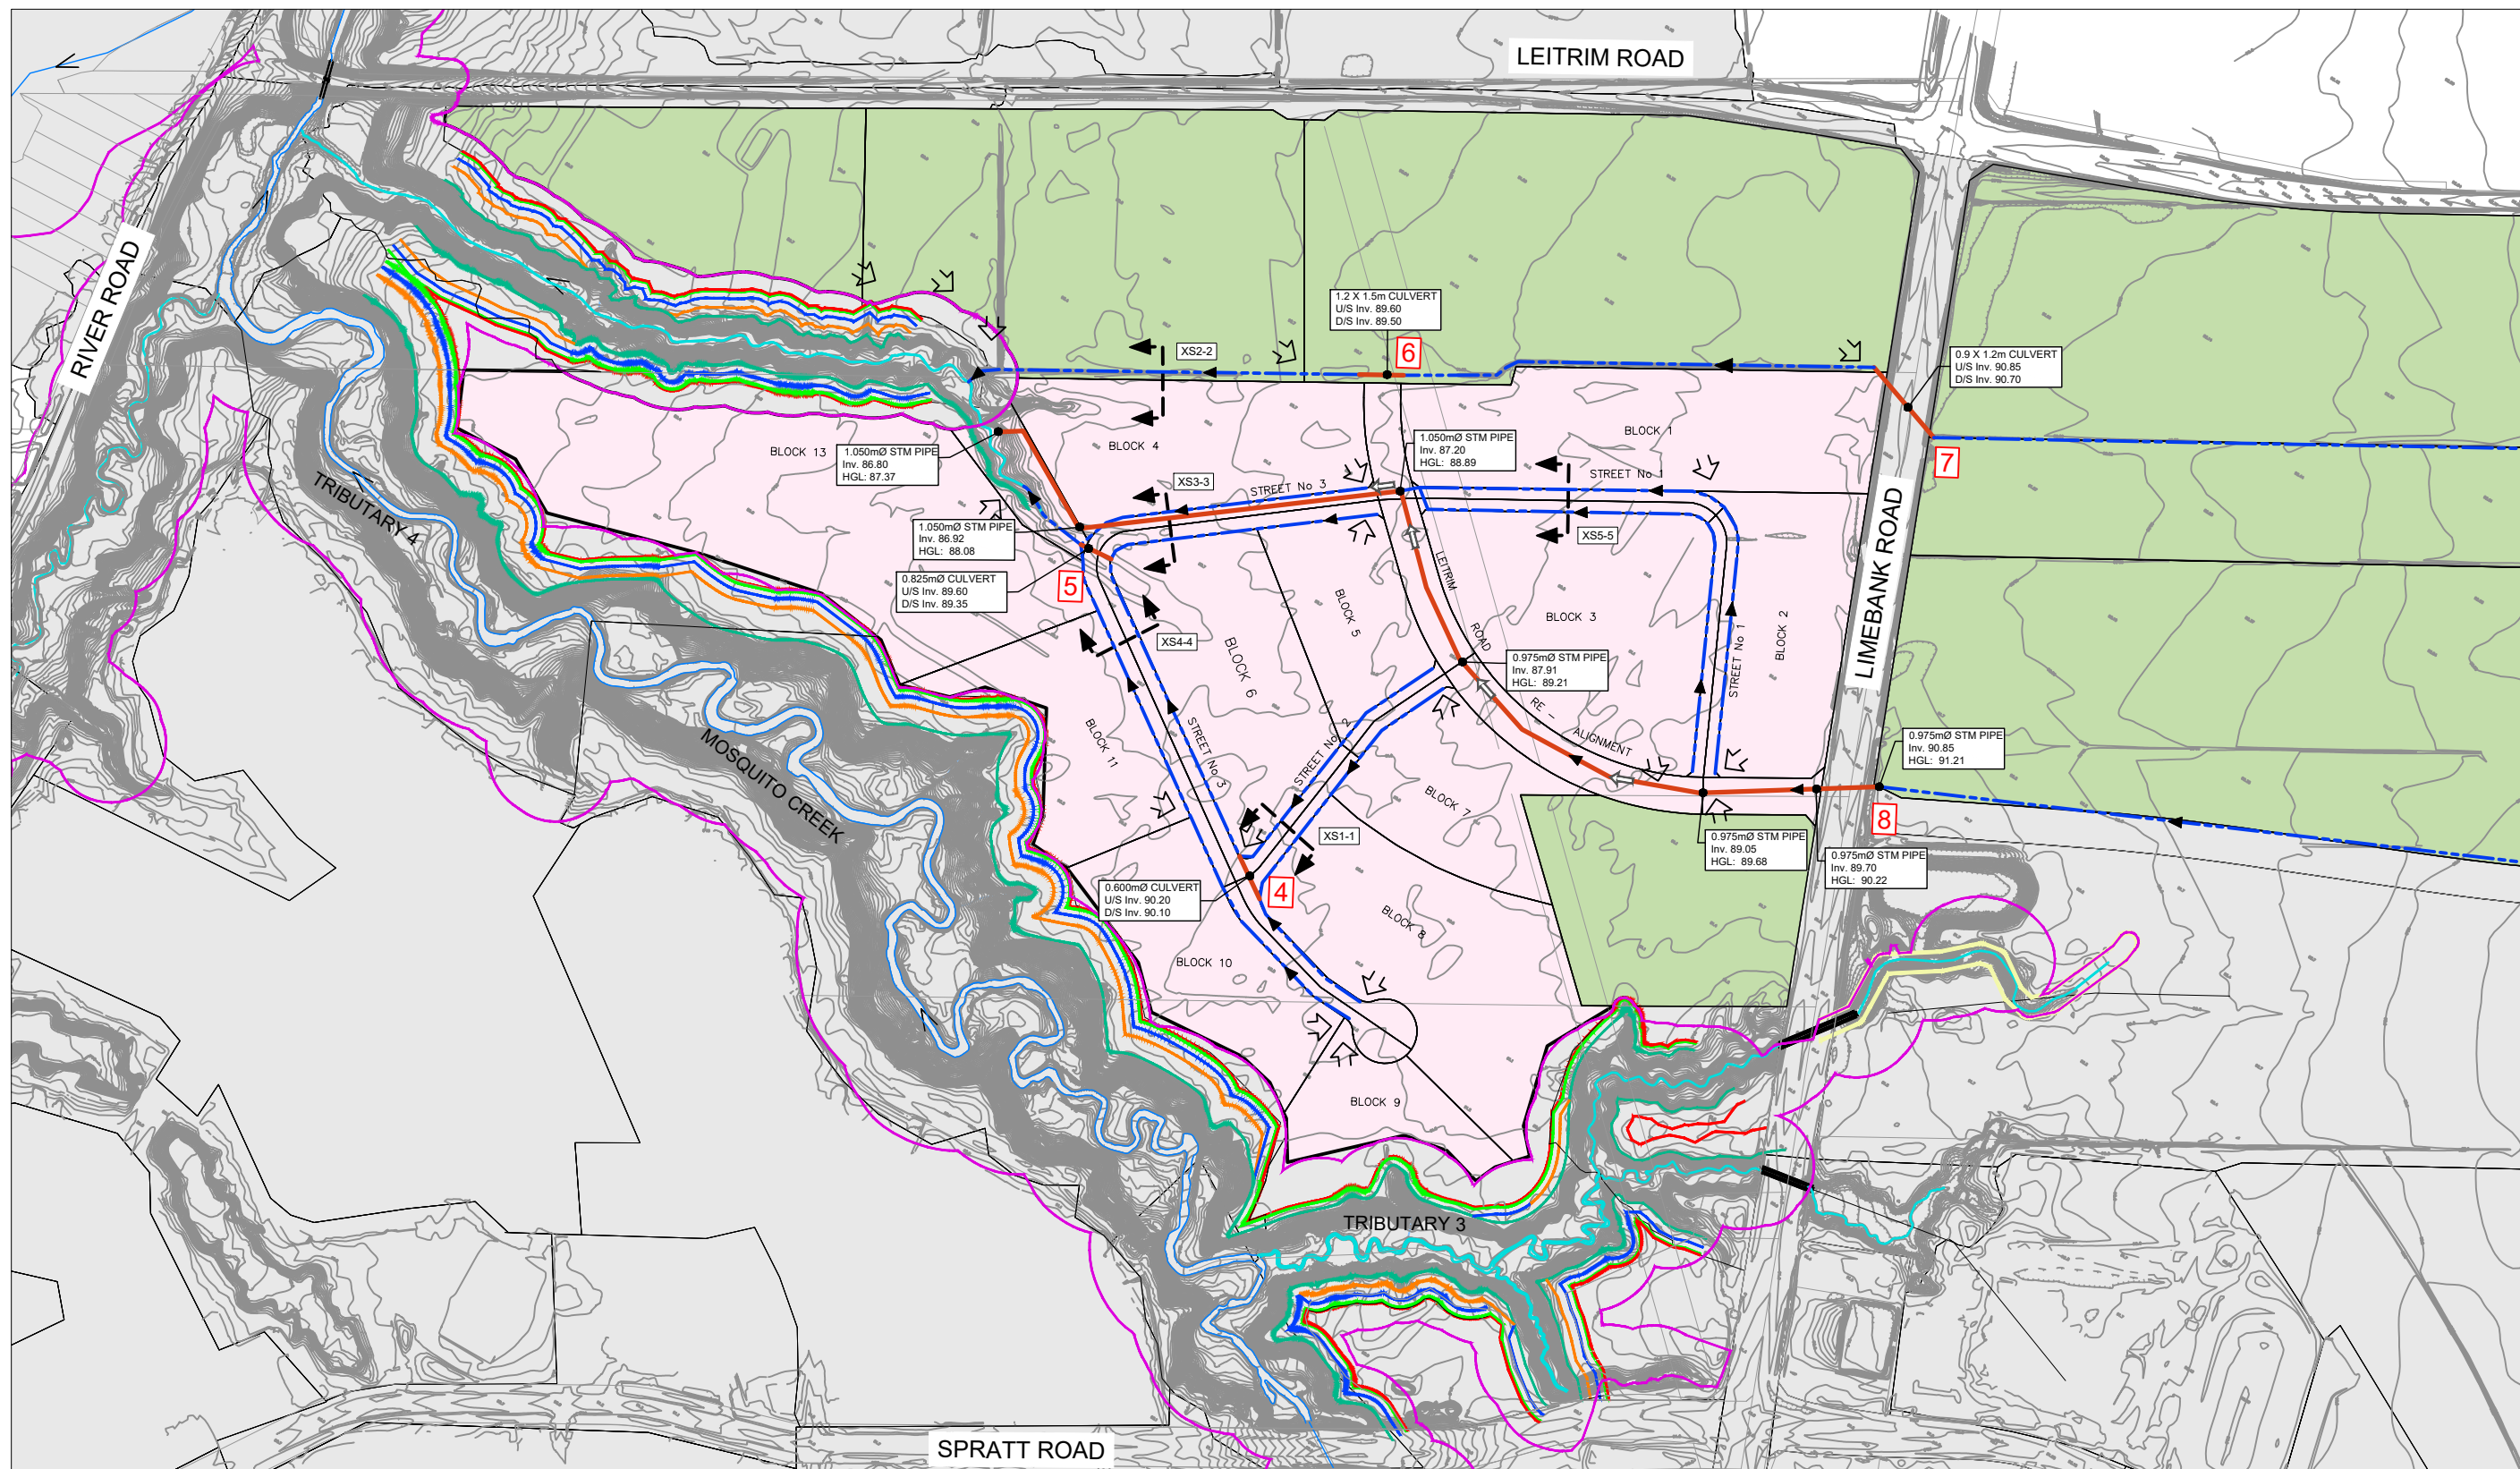 LEITRIM ROAD
RIVER ROAD
1.2 X 1.5m CULVERT
U/S Inv. 89.60
D/S Inv. 89.50
6
XS2-2
0.9 X 1.2m CULVERT
U/S Inv. 90.85
D/S Inv. 90.70
7
BLOCK 13
BLOCK 4
BLOCK 1
1.050mØ STM PIPE
Inv. 86.80
HGL: 87.37
1.050mØ STM PIPE
Inv. 87.20
HGL: 88.89
XS3-3
STREET No 3
STREET No 1
TRIBUTARY 4
1.050mØ STM PIPE
Inv. 86.92
HGL: 88.08
XS5-5
LIMEBANK ROAD
0.825mØ CULVERT
U/S Inv. 89.60
D/S Inv. 89.35
5
LEITRIM
ROAD
RE -
ALIGNMENT
BLOCK 5
BLOCK 3
BLOCK 2
STREET No 1
XS4-4
BLOCK 6
0.975mØ STM PIPE
Inv. 87.91
HGL: 89.21
MOSQUITO CREEK
BLOCK 11
STREET No 3
STREET No 2
0.975mØ STM PIPE
Inv. 90.85
HGL: 91.21
BLOCK 7
8
XS1-1
0.975mØ STM PIPE
Inv. 89.05
HGL: 89.68
0.975mØ STM PIPE
Inv. 89.70
HGL: 90.22
0.600mØ CULVERT
U/S Inv. 90.20
D/S Inv. 90.10
4
BLOCK 8
BLOCK 10
BLOCK 9
TRIBUTARY 3
SPRATT ROAD